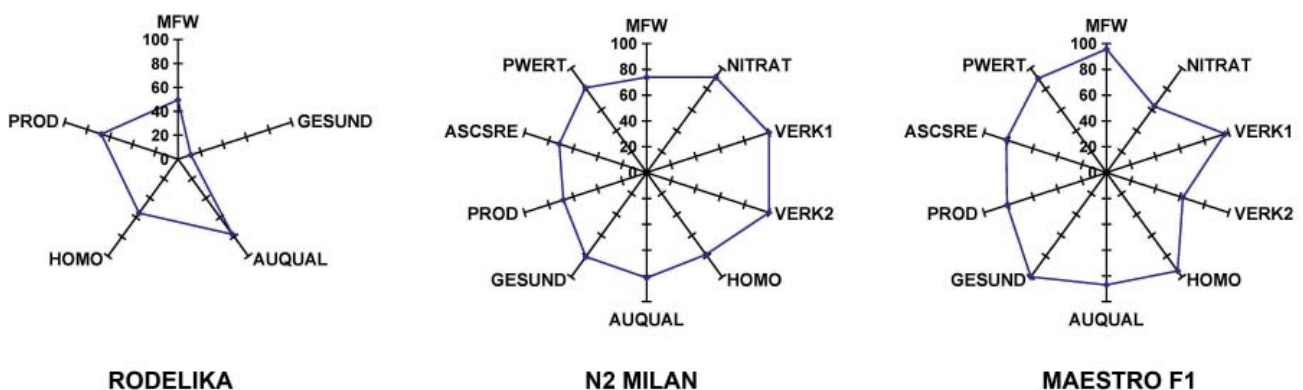 MFW
100
80
60
40
20
0
PROD
GESUND
HOMO
AUQUAL
RODELIKA
MFW
100
80
60
40
20
0
PWERT
NITRAT
ASCSRE
VERK1
PROD
VERK2
GESUND
HOMO
AUQUAL
N2 MILAN
MFW
100
80
60
40
20
0
PWERT
NITRAT
ASCSRE
VERK1
PROD
VERK2
GESUND
HOMO
AUQUAL
MAESTRO F1